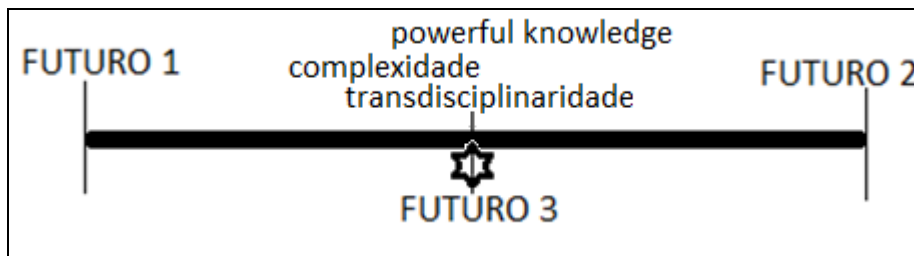 powerful knowledge
FUTURO 1
complexidade
FUTURO 2
transdisciplinaridade
FUTURO 3